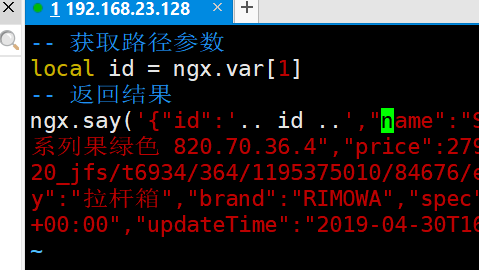 1 192.168.23.128
-- 获取路径参数
local id = ngx.var[1]
-- 返回结果
ngx.say('{"id":'.. id ..',"name":"S
系列果绿色 820.70.36.4","price":279
20_jfs/t6934/364/1195375010/84676/e
y":"拉杆箱","brand":"RIMOWA","spec"
+00:00","updateTime":"2019-04-30T16
~